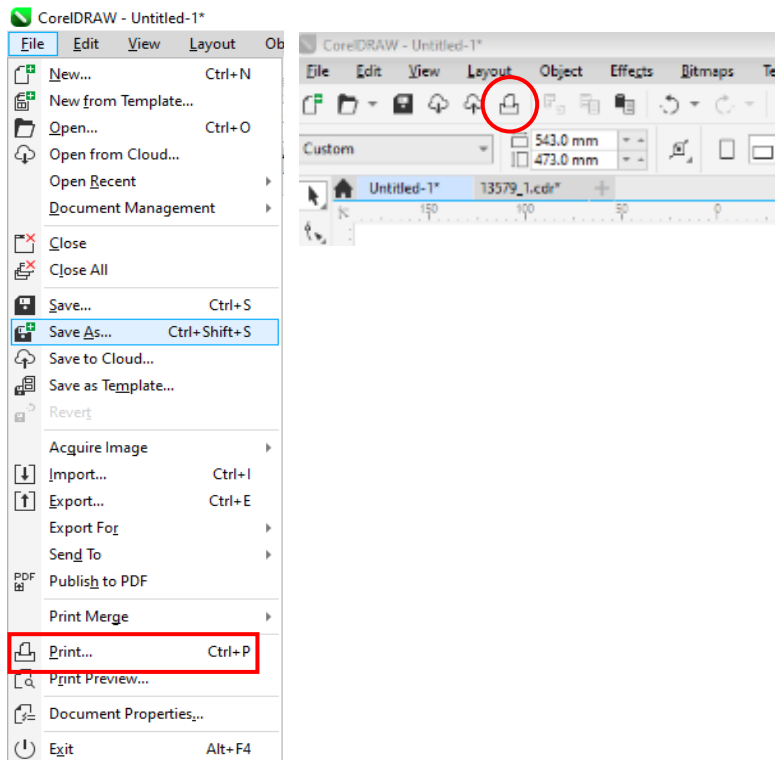 CorelDRAW - Untitled-1*
File Edit View Layout Ob
New... Ctrl+N
New from Template...
Open... Ctrl+O
Open from Cloud...
Open Recent
Document Management
Close
Close All
Save... Ctrl+S
Save As... Ctrl+Shift+S
Save to Cloud...
Save as Template...
Revert
Acquire Image
Import... Ctrl+I
Export... Ctrl+E
Export For
Send To
PDF Publish to PDF
Print Merge
Print... Ctrl+P
Print Preview...
Document Properties...
Exit Alt+F4
CorelDRAW - Untitled-1*
File Edit View Layout Object Effects Bitmaps Te
Custom 543.0 mm
473.0 mm
Untitled-1* 13579_1.cdr*
150 100 50 0